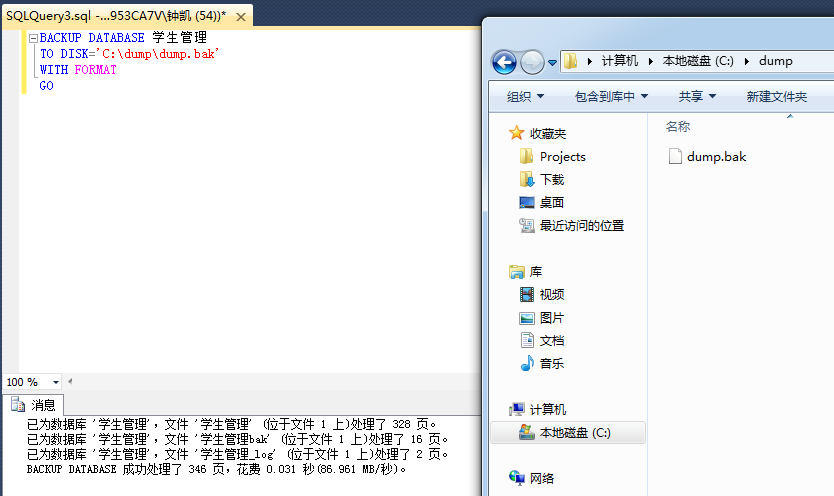 SQLQuery3.sql -...953CA7V\钟凯 (54))*
BACKUP DATABASE 学生管理
TO DISK='C:\dump\dump.bak'
WITH FORMAT
GO
100 %
消息
已为数据库 '学生管理'，文件 '学生管理' (位于文件 1 上)处理了 328 页。
已为数据库 '学生管理'，文件 '学生管理bak' (位于文件 1 上)处理了 16 页。
已为数据库 '学生管理'，文件 '学生管理_log' (位于文件 1 上)处理了 2 页。
BACKUP DATABASE 成功处理了 346 页，花费 0.031 秒(86.961 MB/秒)。
计算机 本地磁盘 (C:) dump
组织 包含到库中 共享 新建文件夹
收藏夹
Projects
下载
桌面
最近访问的位置
库
视频
图片
文档
音乐
计算机
本地磁盘 (C:)
网络
名称
dump.bak